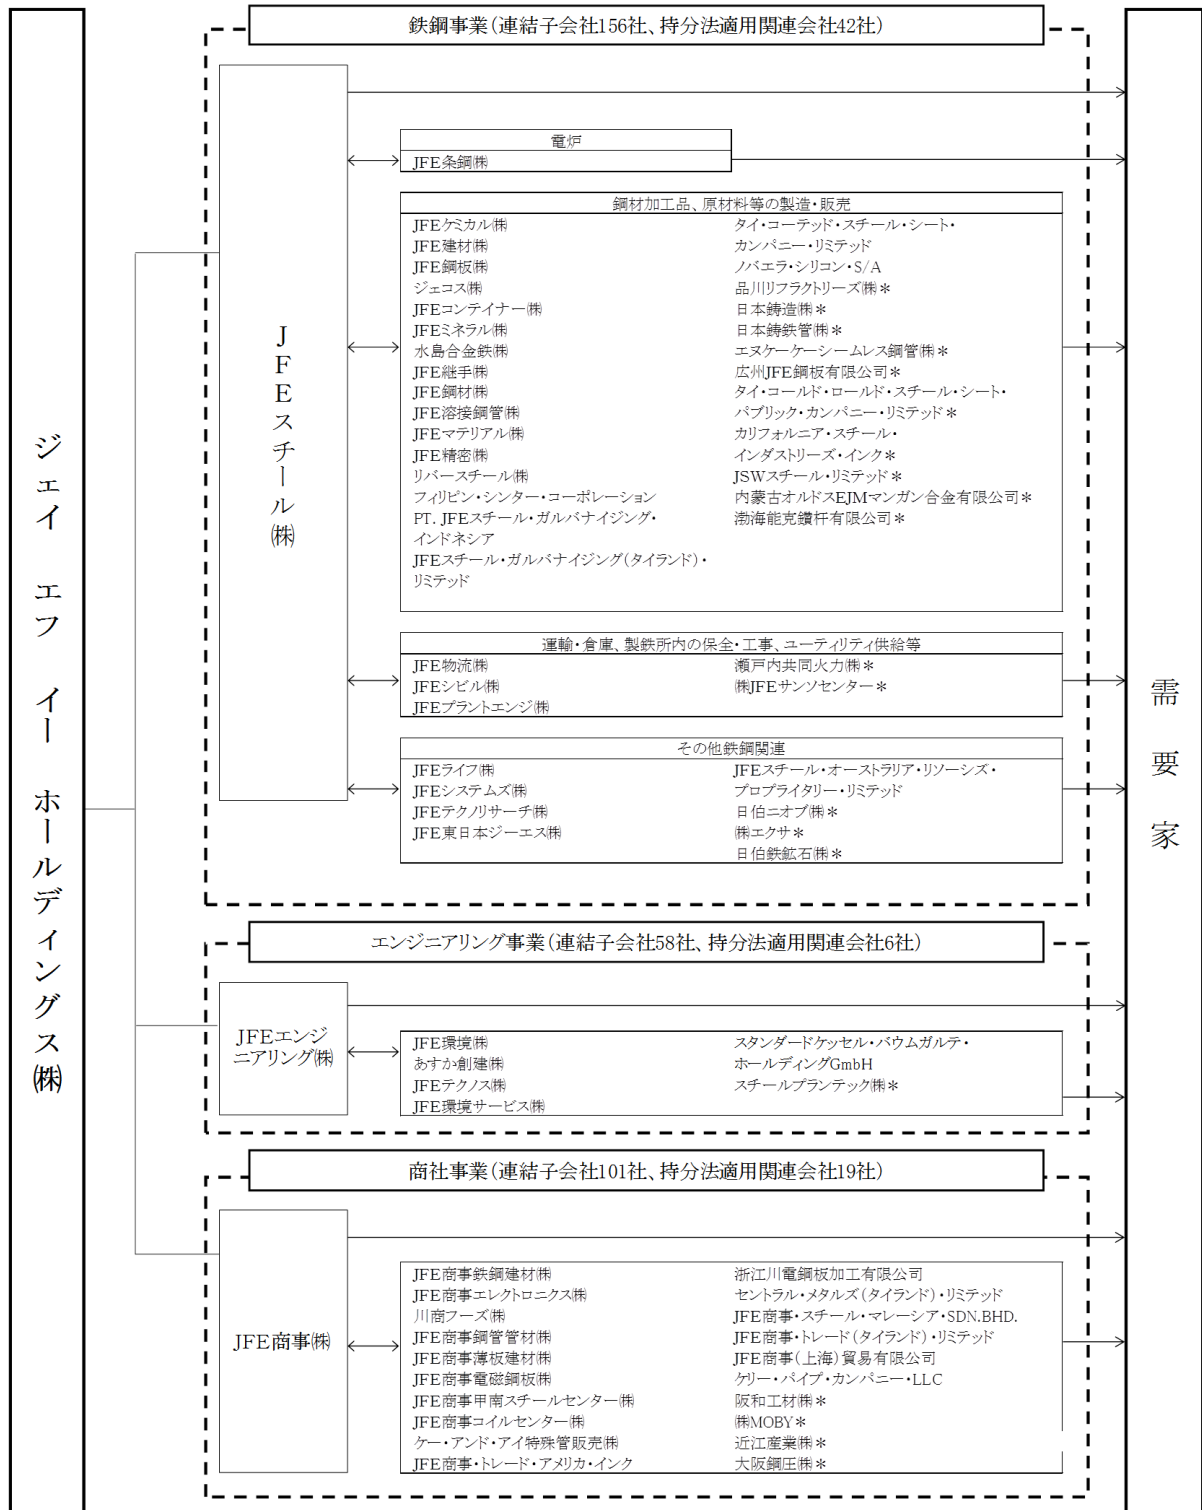 鉄鋼事業(連結子会社156社、持分法適用関連会社42社)
ジェイ エフ イー ホールディングス㈱
JFEスチール㈱
需要家
電炉
JFE条鋼㈱
鋼材加工品、原材料等の製造・販売
JFEケミカル㈱
JFE建材㈱
JFE鋼板㈱
ジェコス㈱
JFEコンテイナー㈱
JFEミネラル㈱
水島合金鉄㈱
JFE継手㈱
JFE鋼材㈱
JFE溶接鋼管㈱
JFEマテリアル㈱
JFE精密㈱
リバースチール㈱
フィリピン・シンター・コーポレーション
PT. JFEスチール・ガルバナイジング・
インドネシア
JFEスチール・ガルバナイジング(タイランド)・
リミテッド
タイ・コーテッド・スチール・シート・
カンパニー・リミテッド
ノバエラ・シリコン・S/A
品川リフラクトリーズ㈱*
日本鋳造㈱*
日本鋳鉄管㈱*
エヌケーケーシームレス鋼管㈱*
広州JFE鋼板有限公司*
タイ・コールド・ロールド・スチール・シート・
パブリック・カンパニー・リミテッド*
カリフォルニア・スチール・
インダストリーズ・インク*
JSWスチール・リミテッド*
内蒙古オルドスEJMマンガン合金有限公司*
渤海能克鑽杆有限公司*
運輸・倉庫、製鉄所内の保全・工事、ユーティリティ供給等
JFE物流㈱
JFEシビル㈱
JFEプラントエンジ㈱
瀬戸内共同火力㈱*
㈱JFEサンソセンター*
その他鉄鋼関連
JFEライフ㈱
JFEシステムズ㈱
JFEテクノリサーチ㈱
JFE東日本ジーエス㈱
JFEスチール・オーストラリア・リソーシズ・
プロプライタリー・リミテッド
日伯ニオブ㈱*
㈱エクサ*
日伯鉄鉱石㈱*
エンジニアリング事業(連結子会社58社、持分法適用関連会社6社)
JFEエンジ
ニアリング㈱
JFE環境㈱
あすか創建㈱
JFEテクノス㈱
JFE環境サービス㈱
スタンダードケッセル・バウムガルテ・
ホールディングGmbH
スチールプランテック㈱*
商社事業(連結子会社101社、持分法適用関連会社19社)
JFE商事㈱
JFE商事鉄鋼建材㈱
JFE商事エレクトロニクス㈱
川商フーズ㈱
JFE商事鋼管管材㈱
JFE商事薄板建材㈱
JFE商事電磁鋼板㈱
JFE商事甲南スチールセンター㈱
JFE商事コイルセンター㈱
ケー・アンド・アイ特殊管販売㈱
JFE商事・トレード・アメリカ・インク
浙江川電鋼板加工有限公司
セントラル・メタルズ(タイランド)・リミテッド
JFE商事・スチール・マレーシア・SDN.BHD.
JFE商事・トレード(タイランド)・リミテッド
JFE商事(上海)貿易有限公司
ケリー・パイプ・カンパニー・LLC
阪和工材㈱*
㈱MOBY*
近江産業㈱*
大阪鋼圧㈱*